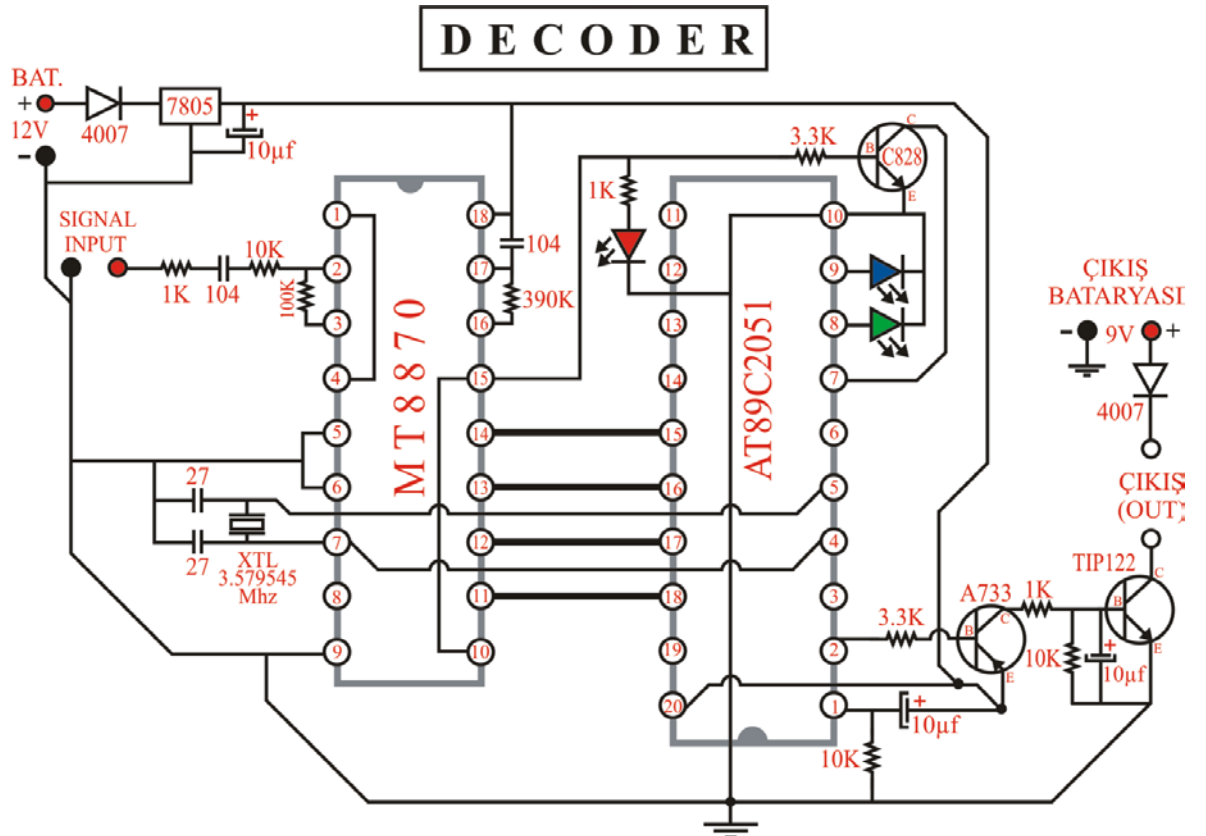 DECODER
BAT.
+
12V
-
4007
7805
+
10µf
SIGNAL
INPUT
1K
104
10K
100K
1
2
3
4
5
6
7
8
9
18
17
16
15
14
13
12
11
10
MT8870
104
390K
27
27
XTL
3.579545
Mhz
1K
3.3K
B
C
E
C828
11
12
13
14
15
16
17
18
19
20
10
9
8
7
6
5
4
3
2
1
AT89C2051
ÇIKIŞ
BATARYASI
-
9V
+
4007
ÇIKIŞ
(OUT)
TIP122
B
C
E
A733
B
C
E
1K
3.3K
10K
+
10µf
+
10µf
10K